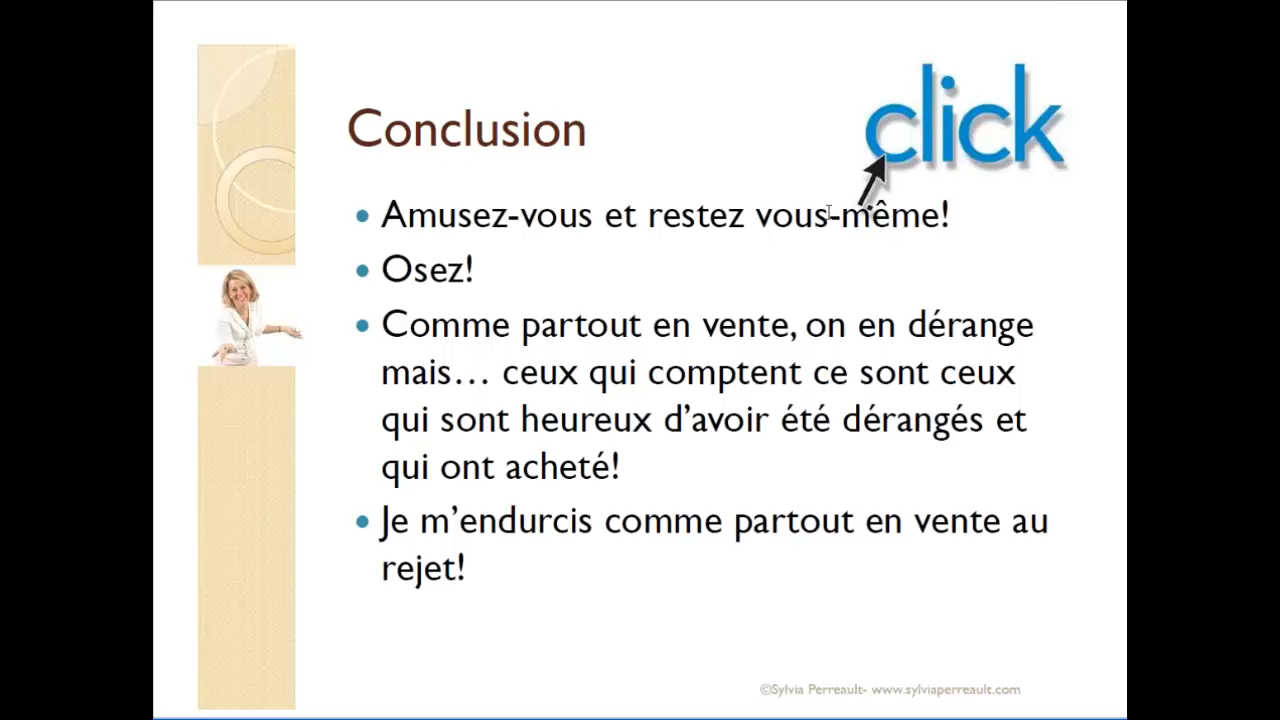 click
Conclusion
• Amusez-vous et restez vous-même!
• Osez!
• Comme partout en vente, on en dérange
mais… ceux qui comptent ce sont ceux
qui sont heureux d’avoir été dérangés et
qui ont acheté!
• Je m’endurcis comme partout en vente au
rejet!
©Sylvia Perreault- www.sylviaperreault.com